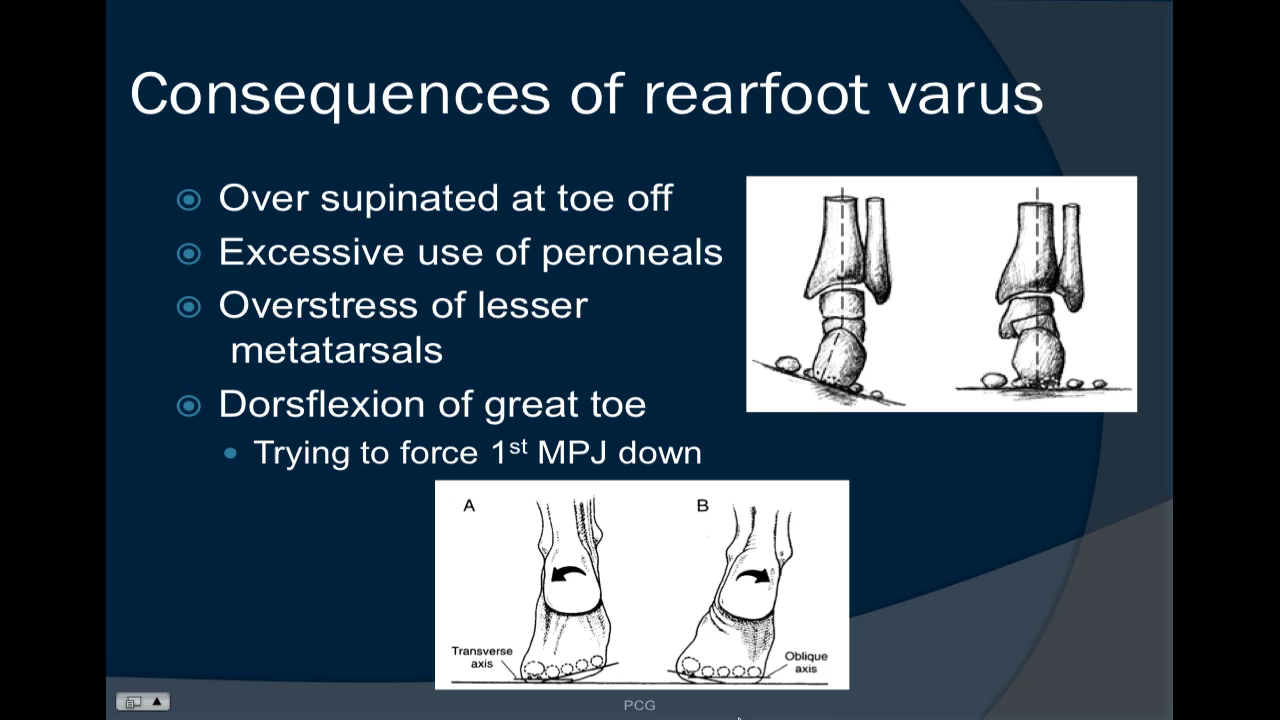 Consequences of rearfoot varus
Over supinated at toe off
Excessive use of peroneals
Overstress of lesser
metatarsals
Dorsflexion of great toe
Trying to force 1st MPJ down
A
B
Transverse
axis
Oblique
axis
PCG